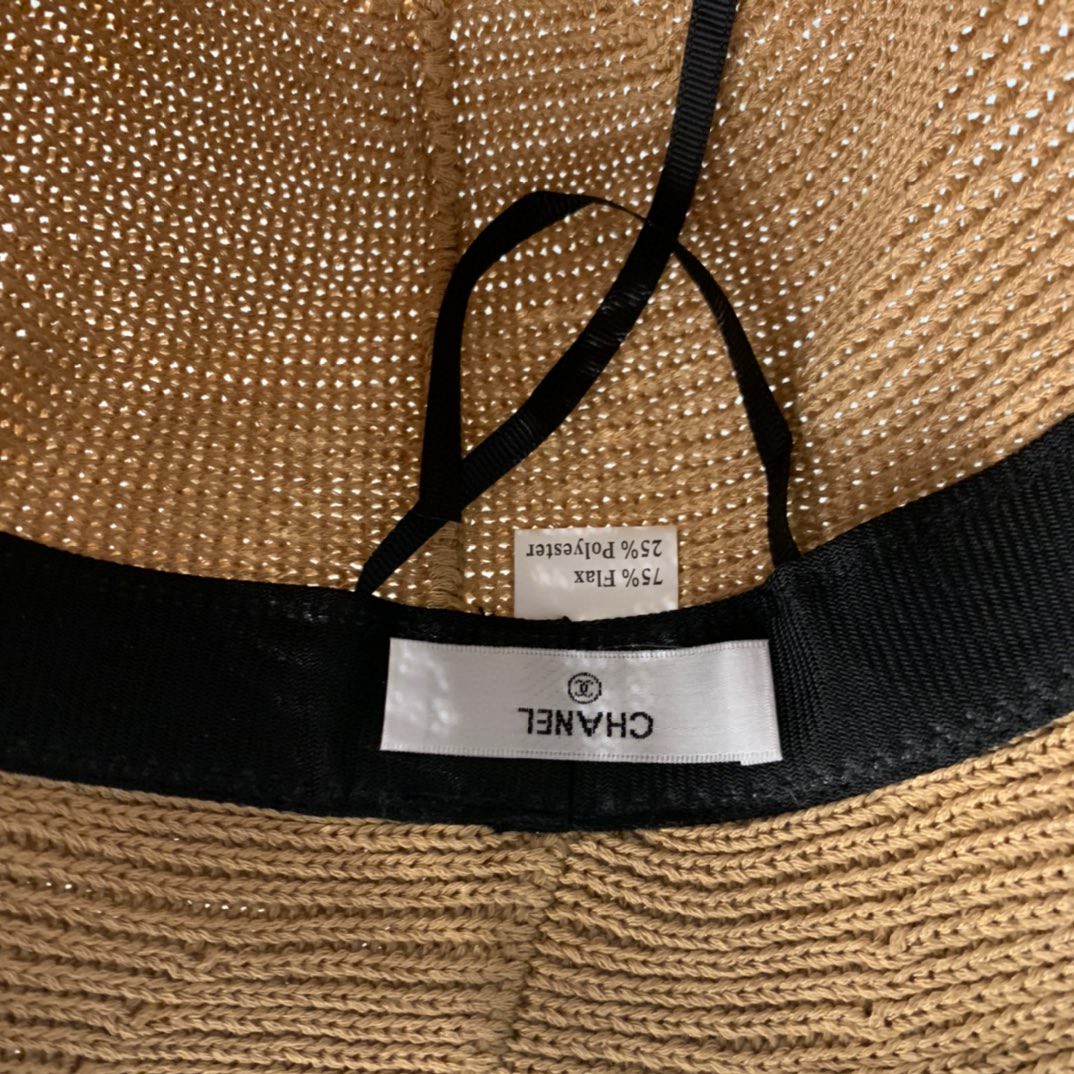 75% Flax
25% Polyester
CHANEL